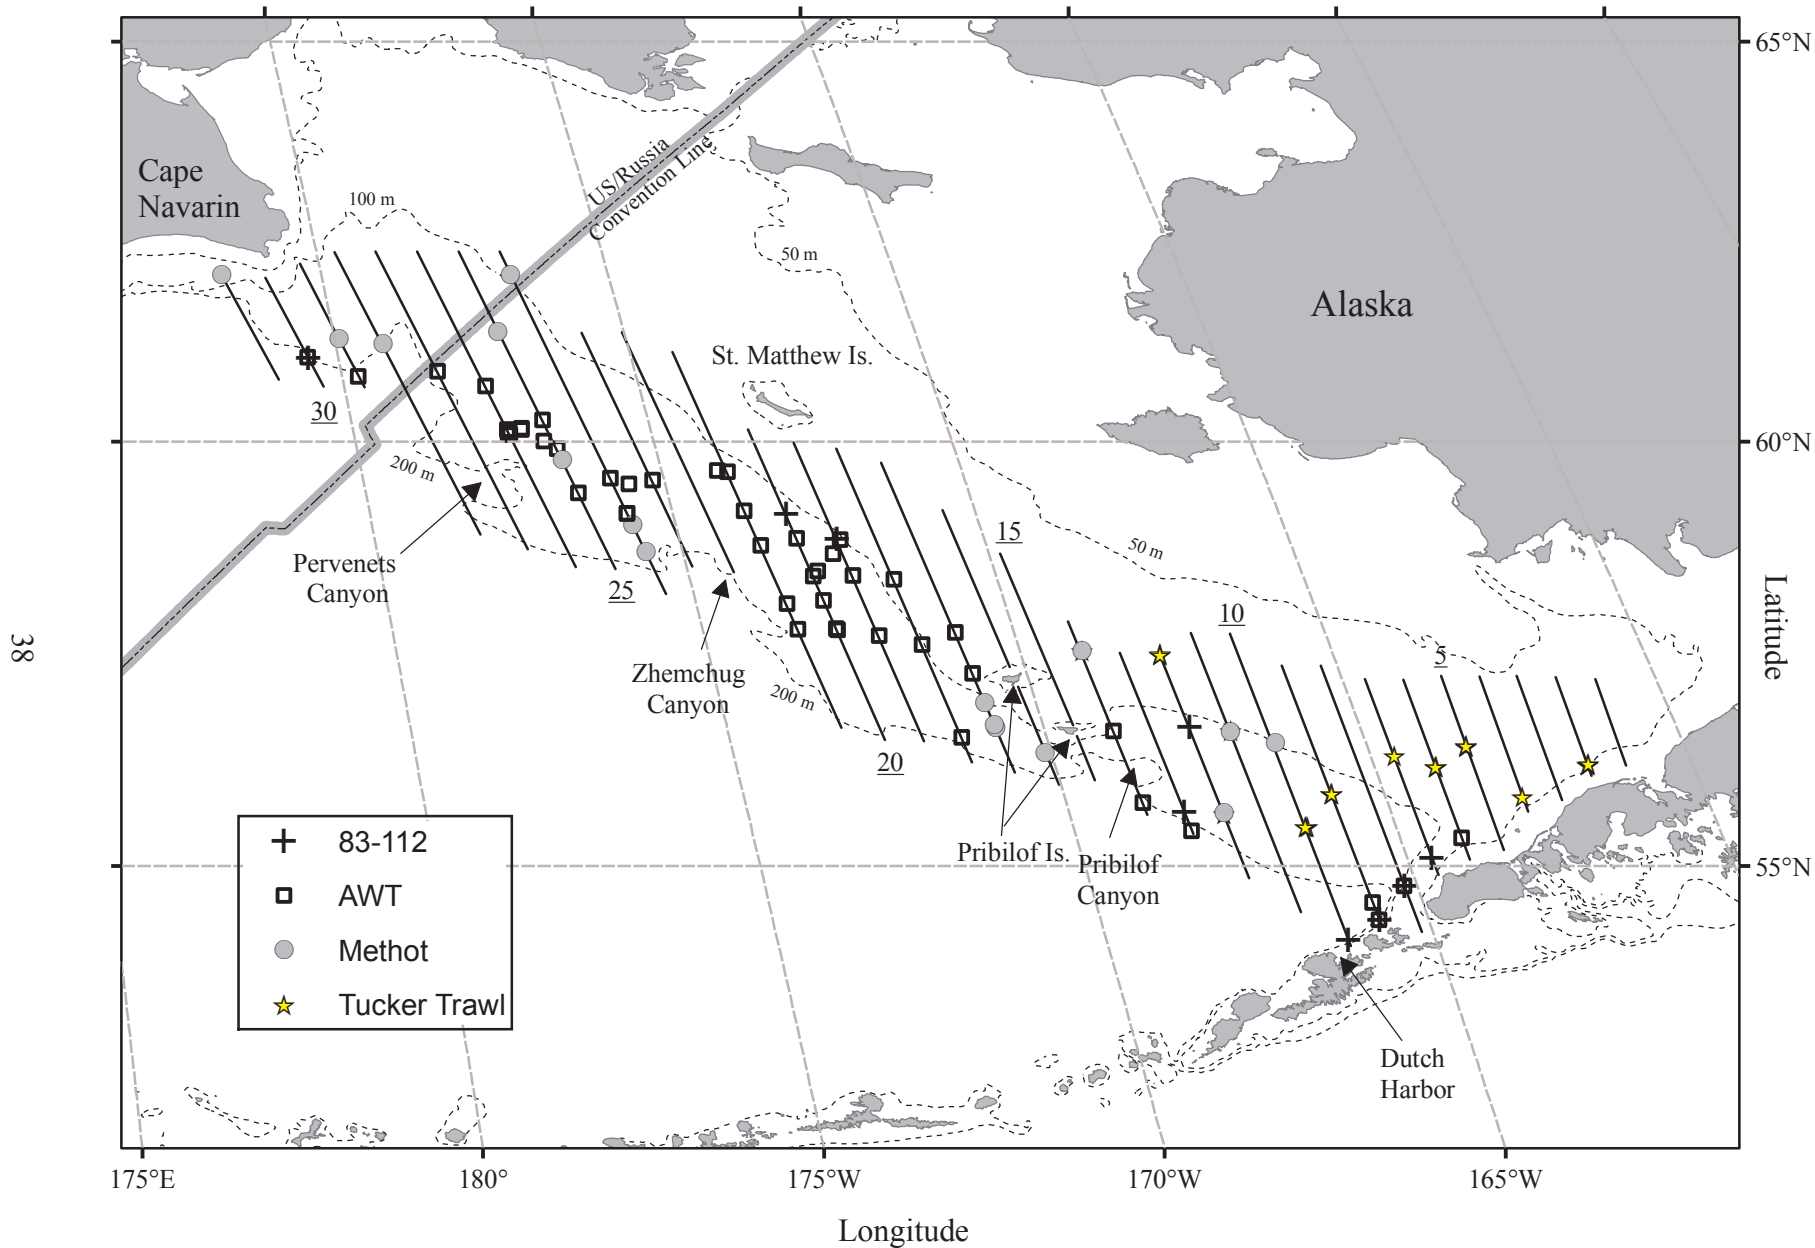 65°N
US/Russia
Convention Line
Cape
Navarin
100 m
50 m
Alaska
St. Matthew Is.
30
60°N
200 m
15
50 m
Pervenets
Canyon
25
10
Latitude
38
5
Zhemchug
Canyon
200 m
20
Pribilof Is.
Pribilof
Canyon
55°N
83-112
AWT
Methot
Tucker Trawl
Dutch
Harbor
175°E
180°
175°W
170°W
165°W
Longitude